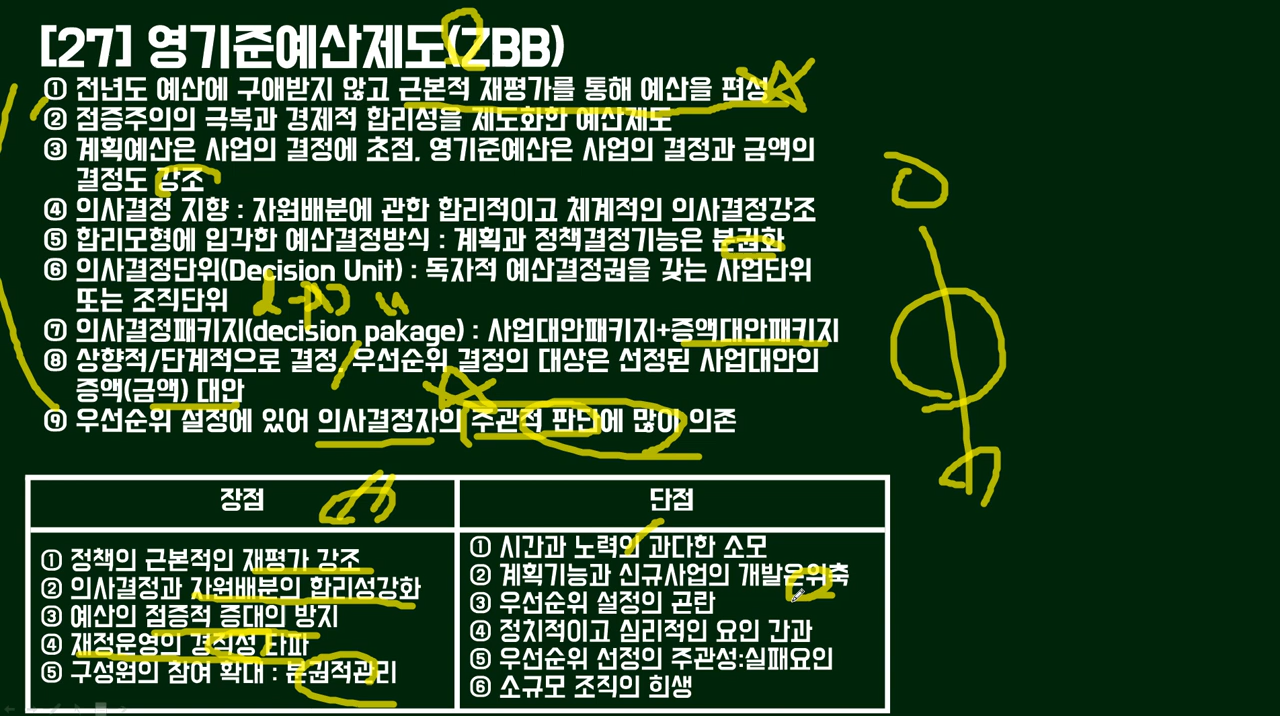 [27] 영기준예산제도(ZBB)
① 전년도 예산에 구애받지 않고 근본적 재평가를 통해 예산을 편성
② 점증주의의 극복과 경제적 합리성을 제도화한 예산제도
③ 계획예산은 사업의 결정에 초점, 영기준예산은 사업의 결정과 금액의
결정도 강조
④ 의사결정 지향 : 자원배분에 관한 합리적이고 체계적인 의사결정강조
⑤ 합리모형에 입각한 예산결정방식 : 계획과 정책결정기능은 분권화
⑥ 의사결정단위(Decision Unit) : 독자적 예산결정권을 갖는 사업단위
또는 조직단위
⑦ 의사결정패키지(decision pakage) : 사업대안패키지+증액대안패키지
⑧ 상향적/단계적으로 결정, 우선순위 결정의 대상은 선정된 사업대안의
증액(금액) 대안
⑨ 우선순위 설정에 있어 의사결정자의 주관적 판단에 많이 의존
장점
① 정책의 근본적인 재평가 강조
② 의사결정과 자원배분의 합리성강화
③ 예산의 점증적 증대의 방지
④ 재정운영의 경직성 타파
⑤ 구성원의 참여 확대 : 분권적관리
단점
① 시간과 노력의 과다한 소모
② 계획기능과 신규사업의 개발은위축
③ 우선순위 설정의 곤란
④ 정치적이고 심리적인 요인 간과
⑤ 우선순위 선정의 주관성:실패요인
⑥ 소규모 조직의 희생